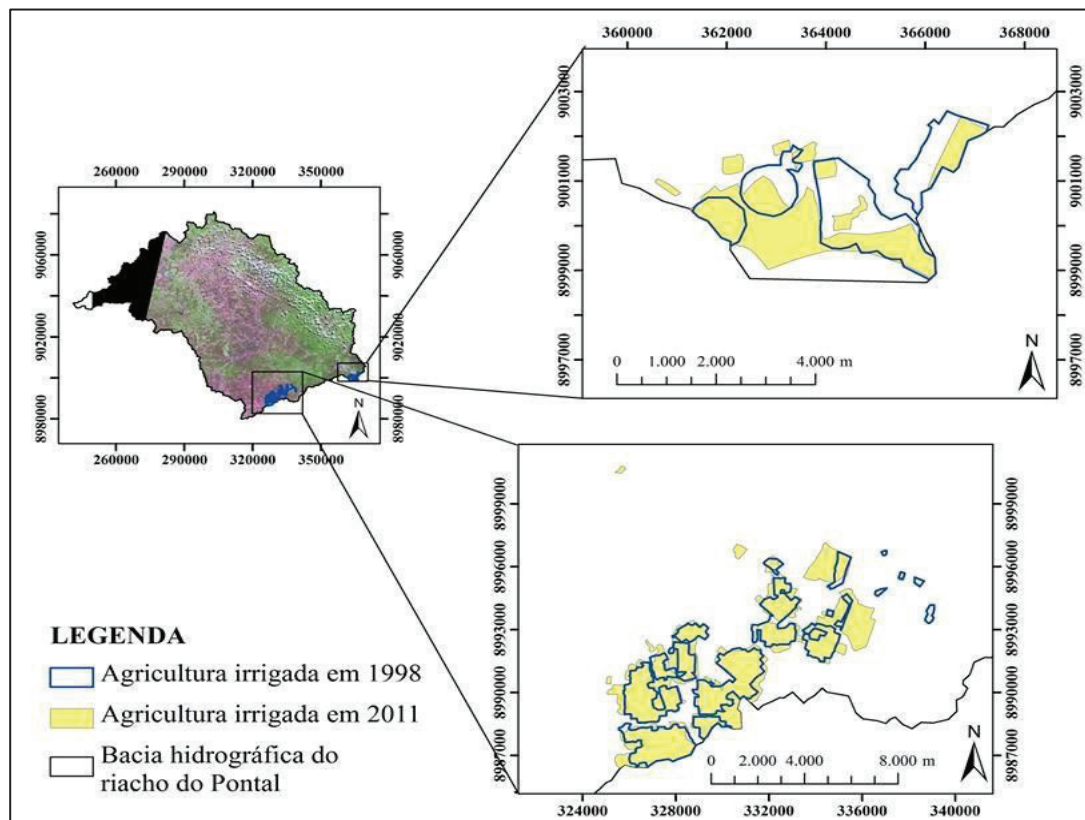 360000 362000 364000 366000 368000
9003000 9003000
9001000 9001000
8999000 8999000
8997000 8997000
N
0 1.000 2.000 4.000 m
260000 290000 320000 350000
9060000 9060000
9020000 9020000
8980000 8980000
N
260000 290000 320000 350000
8999000 8999000
8996000 8996000
8993000 8993000
8990000 8990000
8987000 8987000
N
0 2.000 4.000 8.000 m
324000 328000 332000 336000 340000
LEGENDA
Agricultura irrigada em 1998
Agricultura irrigada em 2011
Bacia hidrográfica do
riacho do Pontal